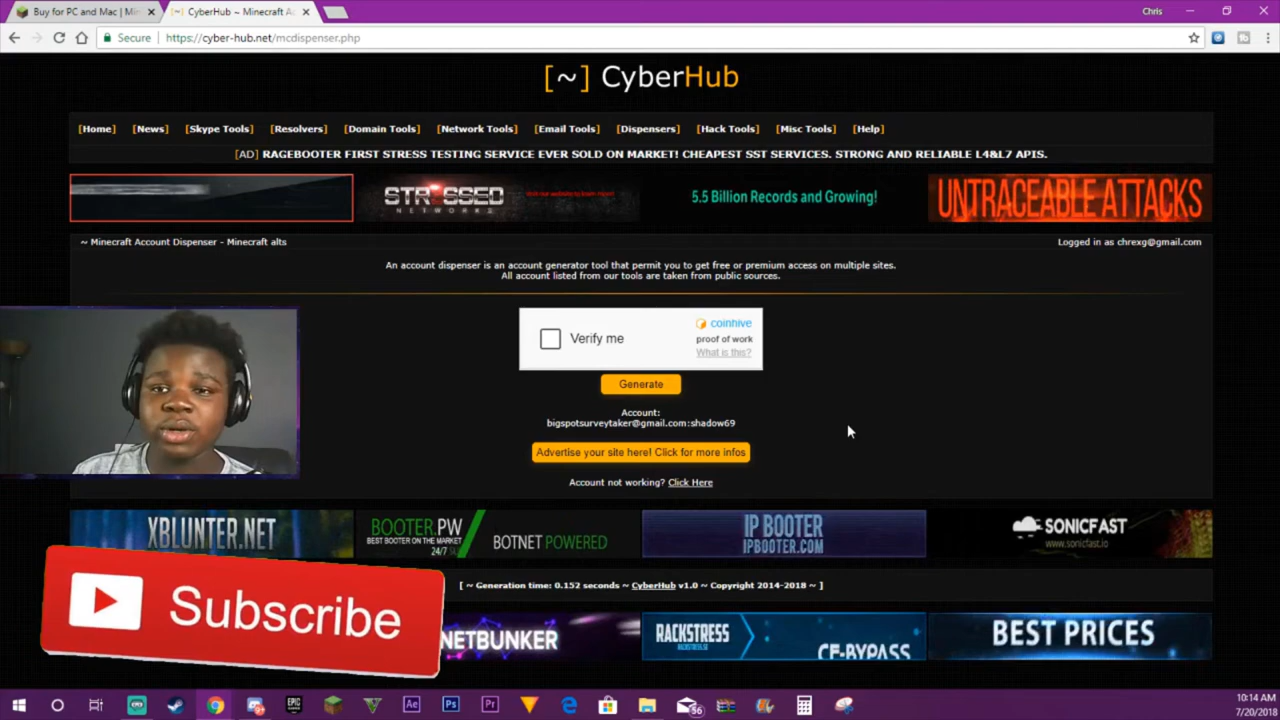 Buy for PC and Mac | Min
CyberHub ~ Minecraft Ac
Chris
Secure
https://cyber-hub.net/mcdispenser.php
[~] CyberHub
[Home] [News] [Skype Tools] [Resolvers] [Domain Tools] [Network Tools] [Email Tools] [Dispensers] [Hack Tools] [Misc Tools] [Help]
[AD] RAGEBOOTER FIRST STRESS TESTING SERVICE EVER SOLD ON MARKET! CHEAPEST SST SERVICES. STRONG AND RELIABLE L4&L7 APIS.
STRESSED
NETWORKS
5.5 Billion Records and Growing!
UNTRACEABLE ATTACKS
~ Minecraft Account Dispenser - Minecraft alts
Logged in as chrexg@gmail.com
An account dispenser is an account generator tool that permit you to get free or premium access on multiple sites.
All account listed from our tools are taken from public sources.
Verify me
coinhive
proof of work
What is this?
Generate
Account:
bigspotsurveytaker@gmail.com:shadow69
Advertise your site here! Click for more infos
Account not working? Click Here
XBLUNTER.NET
BOOTER.PW
BEST BOOTER ON THE MARKET
24/7
BOTNET POWERED
IP BOOTER
IPBOOTER.COM
SONICFAST
www.sonicfast.io
[ ~ Generation time: 0.152 seconds ~ CyberHub v1.0 ~ Copyright 2014-2018 ~ ]
Subscribe
NETBUNKER
RACKSTRESS
CF-BYPASS
BEST PRICES
Ae
Ps
Pr
EPIC
GAMES
56
10:14 AM
7/20/2018